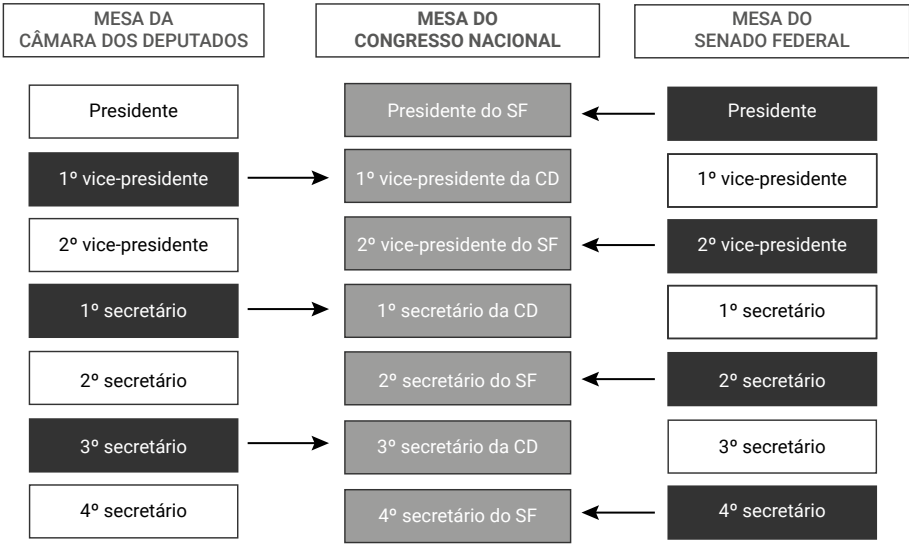 MESA DA
CÂMARA DOS DEPUTADOS
MESA DO
CONGRESSO NACIONAL
MESA DO
SENADO FEDERAL
Presidente
Presidente do SF
Presidente
1º vice-presidente
1º vice-presidente da CD
1º vice-presidente
2º vice-presidente
2º vice-presidente do SF
2º vice-presidente
1º secretário
1º secretário da CD
1º secretário
2º secretário
2º secretário do SF
2º secretário
3º secretário
3º secretário da CD
3º secretário
4º secretário
4º secretário do SF
4º secretário